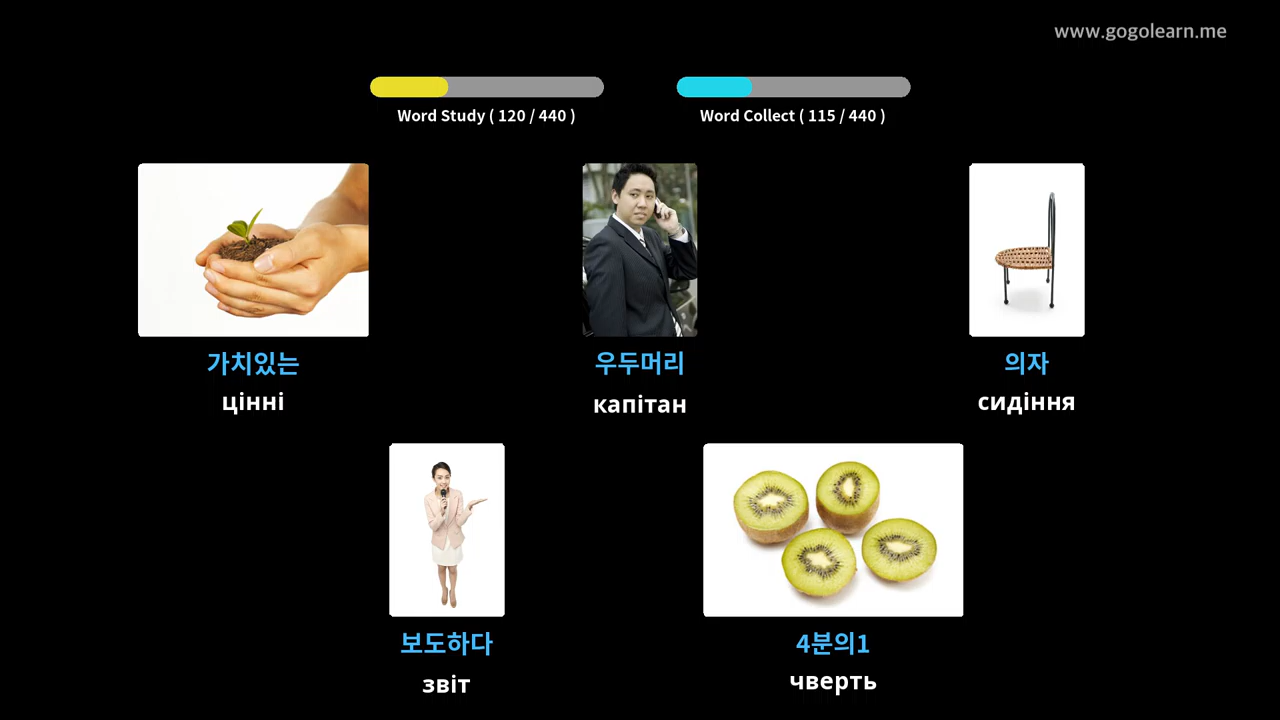 www.gogolearn.me
Word Study ( 120 / 440 )
Word Collect ( 115 / 440 )
가치있는
цінні
우두머리
капітан
의자
сидіння
보도하다
звіт
4분의1
чверть